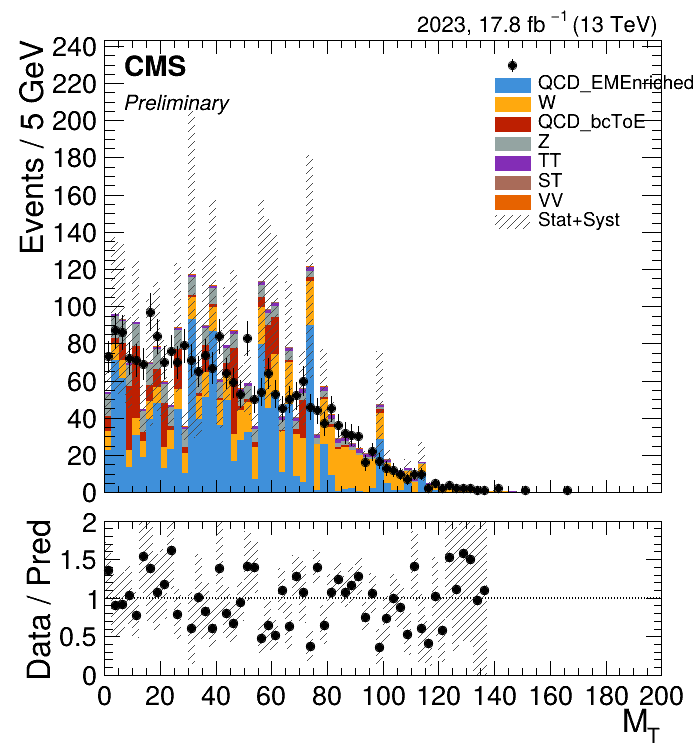 2023, 17.8 fb⁻¹ (13 TeV)
CMS
Preliminary
QCD_EMEnriched
W
QCD_bcToE
Z
TT
ST
VV
Stat+Syst
Events / 5 GeV
240
220
200
180
160
140
120
100
80
60
40
20
0
Data / Pred
2
1.5
1
0.5
0
0 20 40 60 80 100 120 140 160 180 200
M_T